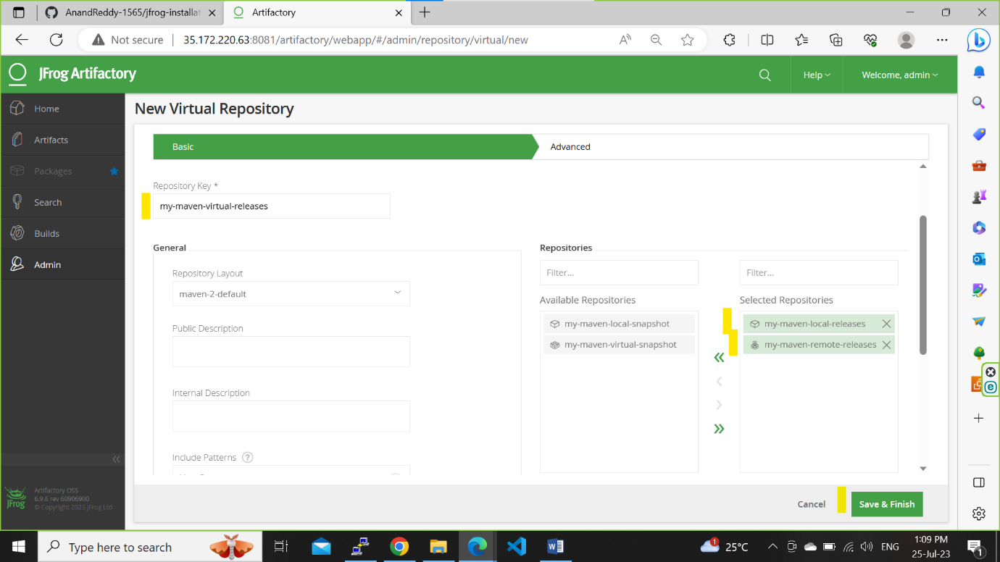 AnandReddy-1565/jfrog-installat
Artifactory
Not secure
35.172.220.63:8081/artifactory/webapp/#/admin/repository/virtual/new
JFrog Artifactory
Help
Welcome, admin
Home
Artifacts
Packages
Search
Builds
Admin
JFrog
Artifactory OSS
6.9.6 rev 60906900
© Copyright 2023 JFrog Ltd
New Virtual Repository
Basic
Advanced
Repository Key *
my-maven-virtual-releases
General
Repository Layout
maven-2-default
Public Description
Internal Description
Include Patterns ?
Repositories
Filter...
Filter...
Available Repositories
Selected Repositories
my-maven-local-snapshot
my-maven-virtual-snapshot
my-maven-local-releases
my-maven-remote-releases
Cancel
Save & Finish
Type here to search
1
25°C
ENG
1:09 PM
25-Jul-23
1